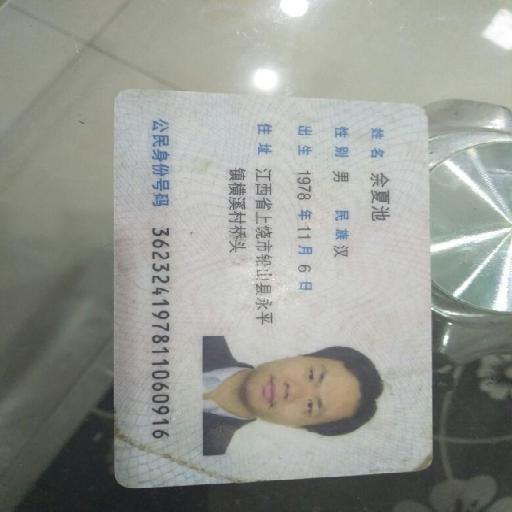 姓名 余夏池
性别 男 民族 汉
出生 1978 年 11 月 6 日
住址 江西省上饶市铅山县永平
镇横溪村桥头
公民身份号码 362324197811060916